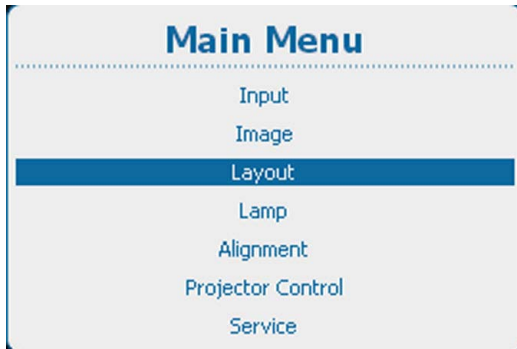 Main Menu
Input
Image
Layout
Lamp
Alignment
Projector Control
Service